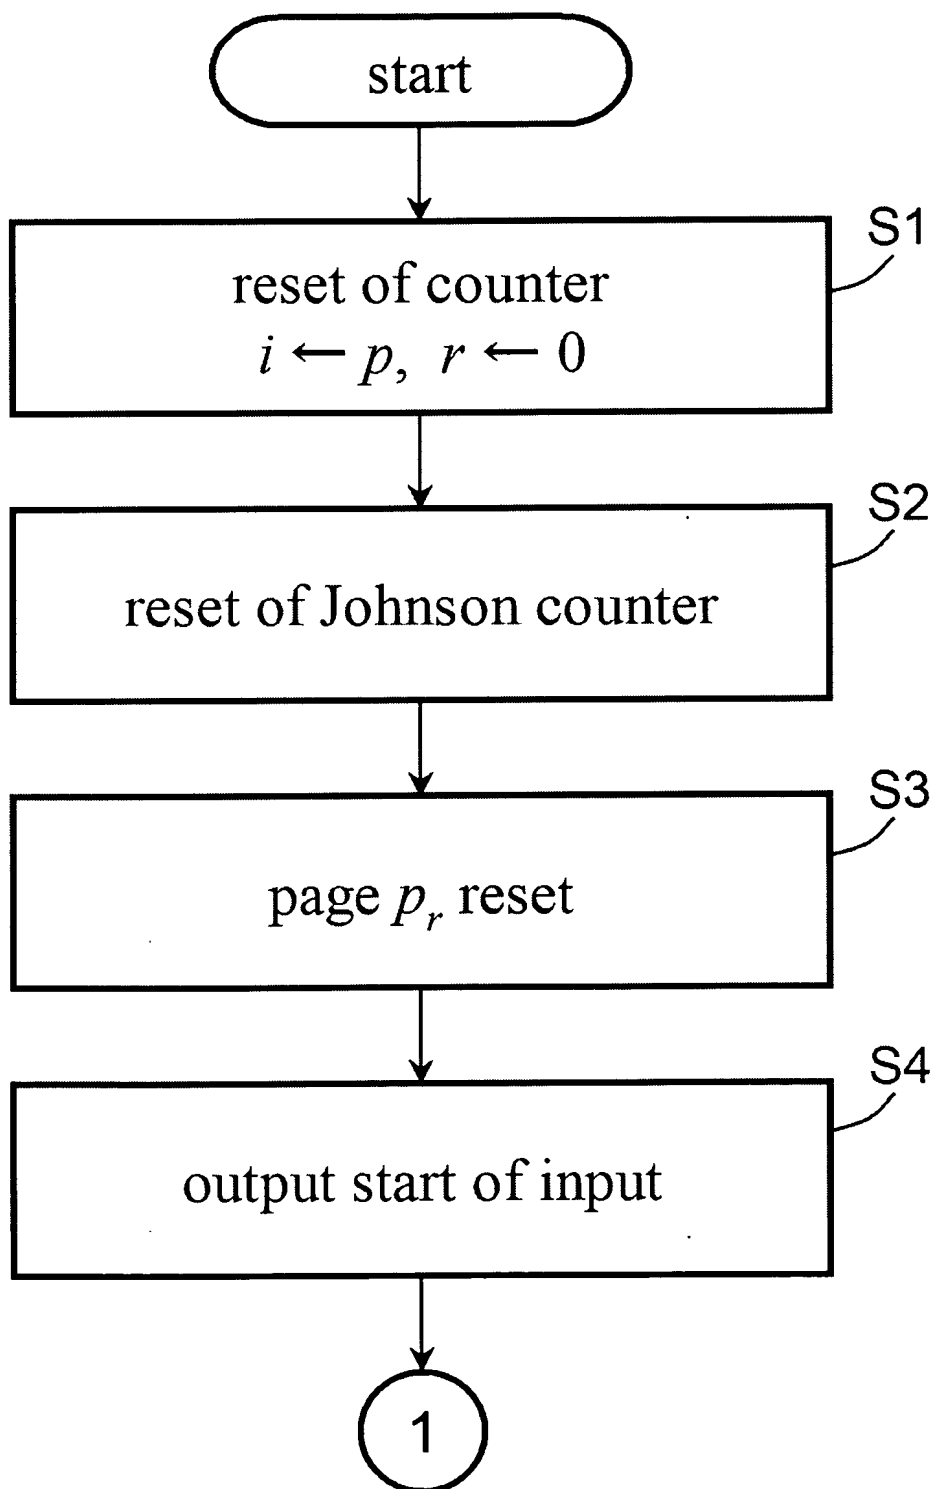 start
S1
reset of counter
i ← p, r ← 0
S2
reset of Johnson counter
S3
page pᵣ reset
S4
output start of input
1